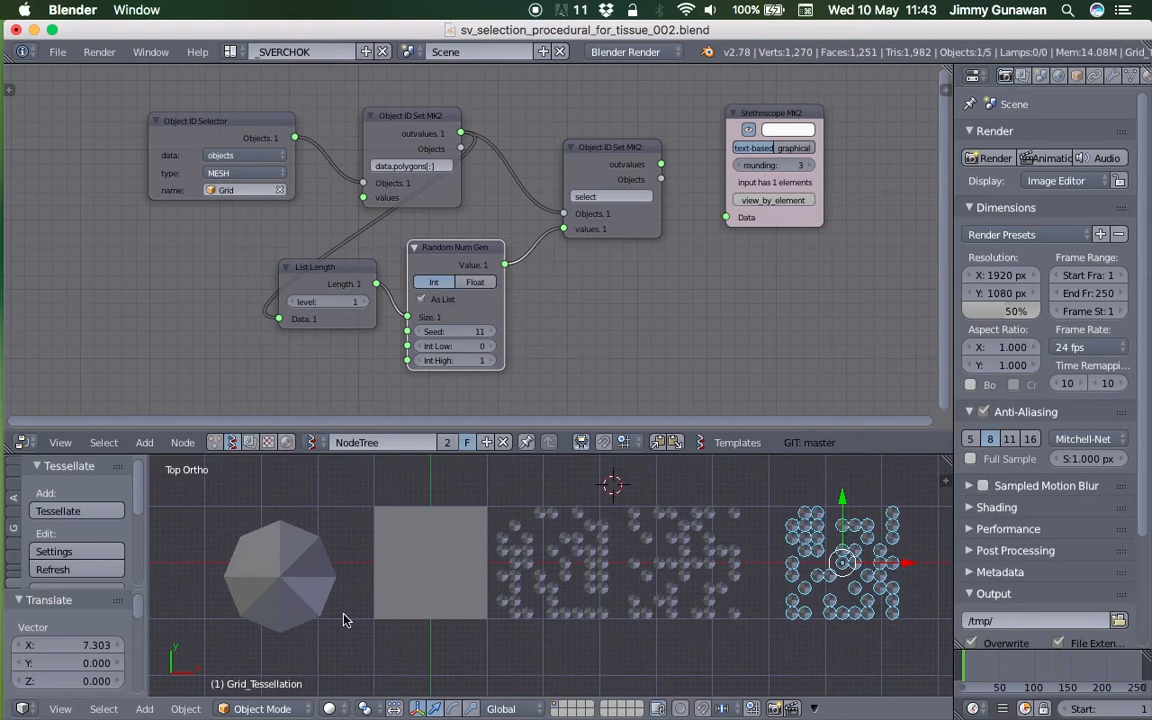 Blender Window 11 100% Wed 10 May 11:43 Jimmy Gunawan
sv_selection_procedural_for_tissue_002.blend
File Render Window Help _SVERCHOK Scene Blender Render v2.78 | Verts:1,270 | Faces:1,251 | Tris:1,982 | Objects:1/5 | Lamps:0/0 | Mem:14.08M | Grid_T
Object ID Selector
Objects. 1
data: objects
type: MESH
name: Grid
Object ID Set MK2
outvalues. 1
Objects
data.polygons[:]
Objects. 1
values
Object ID Set MK2
outvalues
Objects
select
Objects. 1
values. 1
Stethoscope MK2
text-based graphical
rounding: 3
input has 1 elements
view_by_element
Data
List Length
Length. 1
level: 1
Data. 1
Random Num Gen
Value. 1
Int Float
As List
Size. 1
Seed: 11
Int Low: 0
Int High: 1
View Select Add Node NodeTree 2 F Templates GIT: master
Tessellate
Add:
Tessellate
Edit:
Settings
Refresh
Translate
Vector
X: 7.303
Y: 0.000
Z: 0.000
Top Ortho
y
(1) Grid_Tessellation
View Select Add Object Object Mode Global
Scene
Render
Render Animatic Audio
Display: Image Editor
Dimensions
Render Presets
Resolution: Frame Range:
X: 1920 px Start Fra: 1
Y: 1080 px End Fr: 250
50% Frame St: 1
Aspect Ratio: Frame Rate:
X: 1.000 24 fps
Y: 1.000 Time Remappi...
Bo Cr 10 10
Anti-Aliasing
5 8 11 16 Mitchell-Net
Full Sample S:1.000 px
Sampled Motion Blur
Shading
Performance
Post Processing
Metadata
Output
/tmp/
Overwrite File Exten...
50 100 150 200 250
Start: 1